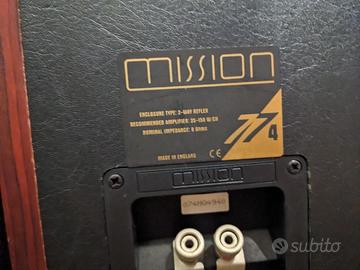 mission
ENCLOSURE TYPE: 2-WAY REFLEX
RECOMMENDED AMPLIFIER: 25-150 W/CH
NOMINAL IMPEDANCE: 8 OHMS
774
MADE IN ENGLAND
CE
mission
subito